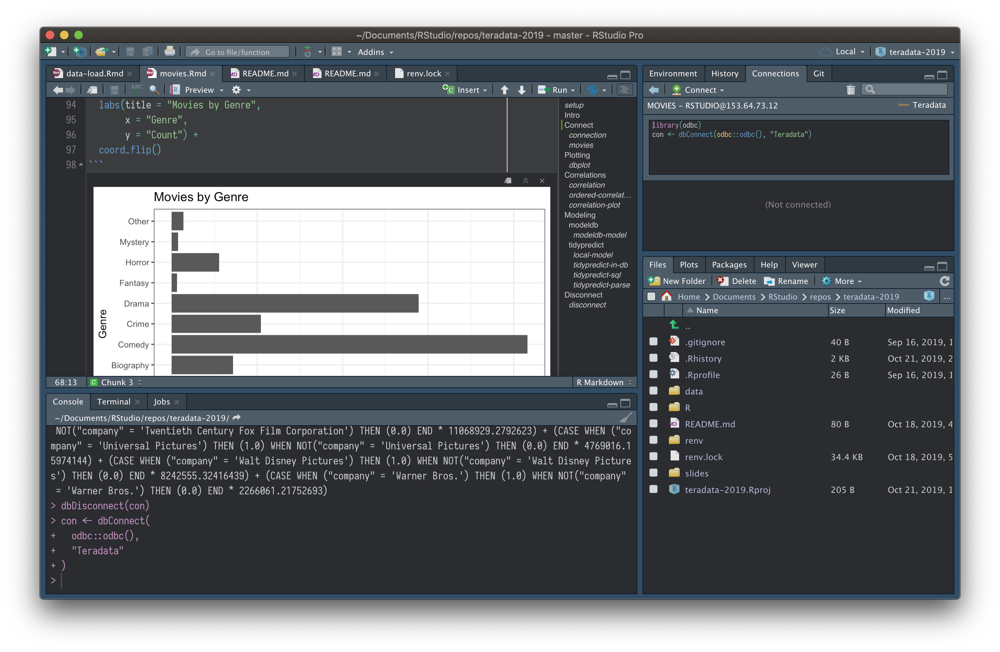 ~/Documents/RStudio/repos/teradata-2019 - master - RStudio Pro
Go to file/function
Addins
Local
teradata-2019
data-load.Rmd
movies.Rmd
README.md
README.md
renv.lock
ABC
Preview
Insert
Run
94 labs(title = "Movies by Genre",
95 x = "Genre",
96 y = "Count") +
97 coord_flip()
98 ```
Movies by Genre
Genre
Other
Mystery
Horror
Fantasy
Drama
Crime
Comedy
Biography
setup
Intro
Connect
connection
movies
Plotting
dbplot
Correlations
correlation
ordered-correlat...
correlation-plot
Modeling
modeldb
modeldb-model
tidypredict
local-model
tidypredict-in-db
tidypredict-sql
tidypredict-parse
Disconnect
disconnect
68:13
C Chunk 3
R Markdown
Console
Terminal
Jobs
~/Documents/RStudio/repos/teradata-2019/
NOT("company" = 'Twentieth Century Fox Film Corporation') THEN (0.0) END * 11068929.2792623) + (CASE WHEN ("co
mpany" = 'Universal Pictures') THEN (1.0) WHEN NOT("company" = 'Universal Pictures') THEN (0.0) END * 4769016.1
5974144) + (CASE WHEN ("company" = 'Walt Disney Pictures') THEN (1.0) WHEN NOT("company" = 'Walt Disney Picture
s') THEN (0.0) END * 8242555.32416439) + (CASE WHEN ("company" = 'Warner Bros.') THEN (1.0) WHEN NOT("company"
= 'Warner Bros.') THEN (0.0) END * 2266061.21752693)
> dbDisconnect(con)
> con <- dbConnect(
+ odbc::odbc(),
+ "Teradata"
+ )
>
Environment
History
Connections
Git
Connect
MOVIES - RSTUDIO@153.64.73.12
TERADATA Teradata
library(odbc)
con <- dbConnect(odbc::odbc(), "Teradata")
(Not connected)
Files
Plots
Packages
Help
Viewer
New Folder
Delete
Rename
More
Home > Documents > RStudio > repos > teradata-2019
...
Name Size Modified
..
.gitignore 40 B Sep 16, 2019, 1
.Rhistory 2 KB Oct 21, 2019, 2
.Rprofile 26 B Sep 16, 2019, 1
data
R
README.md 80 B Oct 18, 2019, 4
renv
renv.lock 34.4 KB Oct 18, 2019, 5
slides
teradata-2019.Rproj 205 B Oct 21, 2019, 1